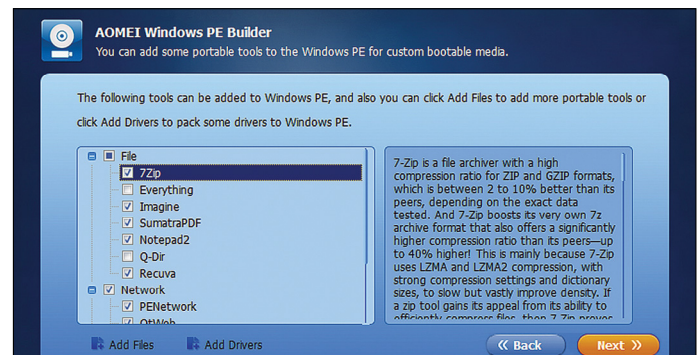 AOMEI Windows PE Builder
You can add some portable tools to the Windows PE for custom bootable media.
The following tools can be added to Windows PE, and also you can click Add Files to add more portable tools or
click Add Drivers to pack some drivers to Windows PE.
File
7Zip
Everything
Imagine
SumatraPDF
Notepad2
Q-Dir
Recuva
Network
PENetwork
QtWeb
7-Zip is a file archiver with a high
compression ratio for ZIP and GZIP formats,
which is between 2 to 10% better than its
peers, depending on the exact data
tested. And 7-Zip boosts its very own 7z
archive format that also offers a significantly
higher compression ratio than its peers—up
to 40% higher! This is mainly because 7-Zip
uses LZMA and LZMA2 compression, with
strong compression settings and dictionary
sizes, to slow but vastly improve density. If
a zip tool gains its appeal from its ability to
efficiently compress files, then 7-Zip proves
Add Files
Add Drivers
« Back
Next »